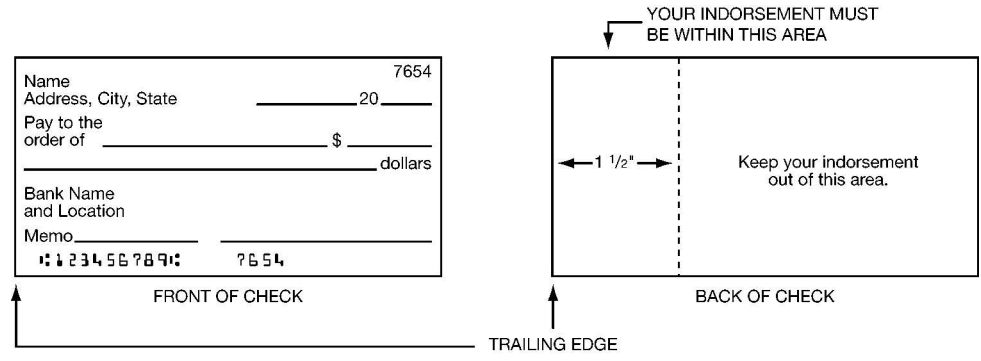 YOUR INDORSEMENT MUST
BE WITHIN THIS AREA
7654
Name
Address, City, State 20
Pay to the
order of $
dollars
Bank Name
and Location
Memo
⑆123456789⑆ 7654
FRONT OF CHECK
1 1/2"
Keep your indorsement
out of this area.
BACK OF CHECK
TRAILING EDGE